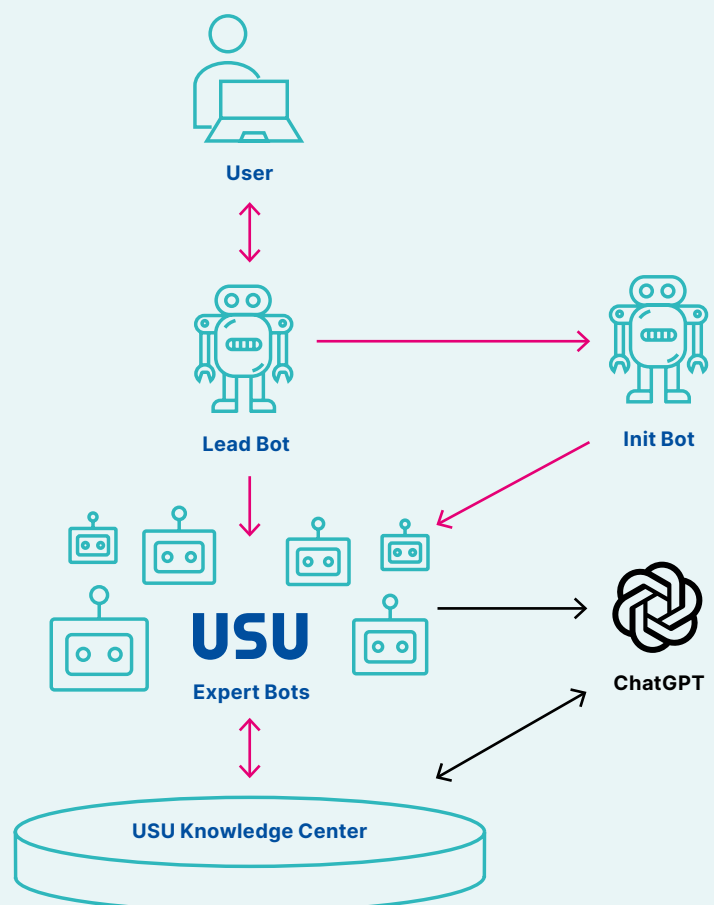 User
Lead Bot
Init Bot
USU
Expert Bots
ChatGPT
USU Knowledge Center